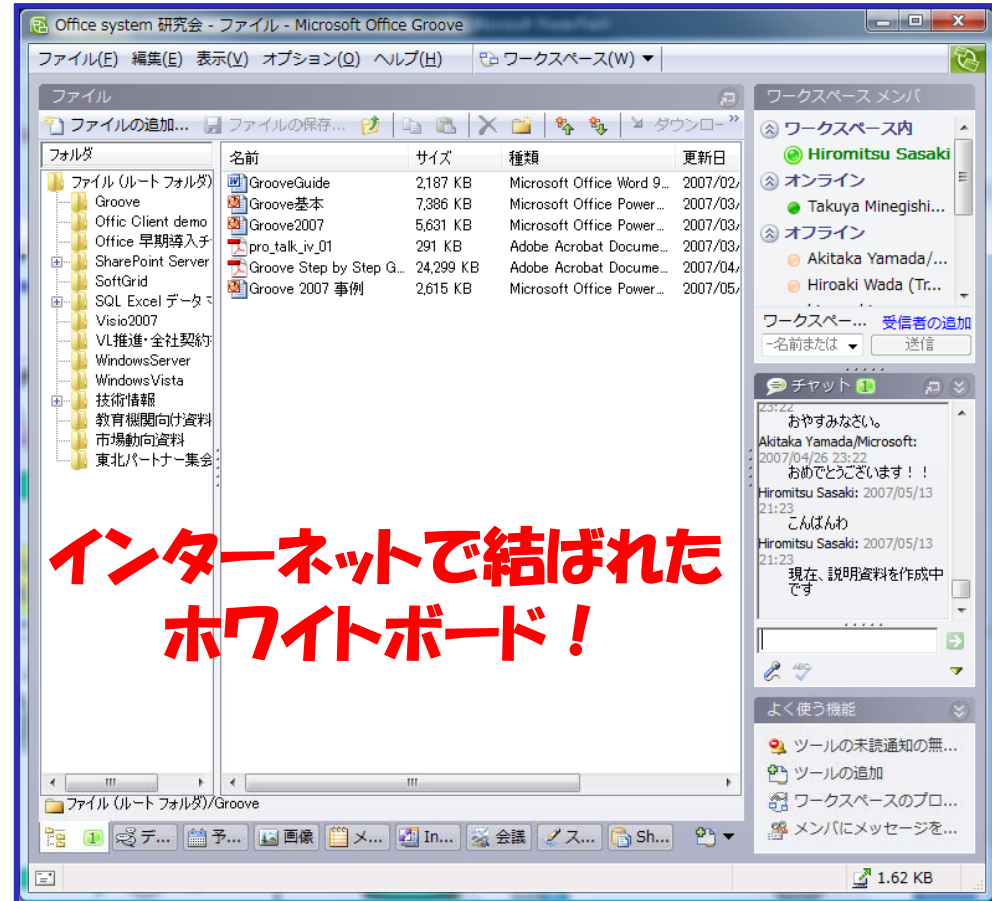 Office system 研究会 - ファイル - Microsoft Office Groove
ファイル(F) 編集(E) 表示(V) オプション(O) ヘルプ(H) ワークスペース(W)
ファイル
ファイルの追加... ファイルの保存... ダウンロー
フォルダ
ファイル (ルート フォルダ)
Groove
Offic Client demo
Office 早期導入チ
SharePoint Server
SoftGrid
SQL Excel データマ
Visio2007
VL推進・全社契約
WindowsServer
WindowsVista
技術情報
教育機関向け資料
市場動向資料
東北パートナー集会
名前 サイズ 種類 更新日
GrooveGuide 2,187 KB Microsoft Office Word 9... 2007/02/
Groove基本 7,386 KB Microsoft Office Power... 2007/03/
Groove2007 5,631 KB Microsoft Office Power... 2007/03/
pro_talk_iv_01 291 KB Adobe Acrobat Docume... 2007/03/
Groove Step by Step G... 24,299 KB Adobe Acrobat Docume... 2007/04/
Groove 2007 事例 2,615 KB Microsoft Office Power... 2007/05/
インターネットで結ばれた
ホワイトボード！
ファイル (ルート フォルダ)/Groove
1 デ... 予... 画像 メ... In... 会議 ス... Sh...
ワークスペース メンバ
ワークスペース内
Hiromitsu Sasaki
オンライン
Takuya Minegishi...
オフライン
Akitaka Yamada/...
Hiroaki Wada (Tr...
ワークスペー... 受信者の追加
-名前または 送信
チャット 1
23:22
おやすみなさい。
Akitaka Yamada/Microsoft:
2007/04/26 23:22
おめでとうございます！！
Hiromitsu Sasaki: 2007/05/13
21:23
こんばんわ
Hiromitsu Sasaki: 2007/05/13
21:23
現在、説明資料を作成中
です
ABC
よく使う機能
ツールの未読通知の無...
ツールの追加
ワークスペースのプロ...
メンバにメッセージを...
1.62 KB